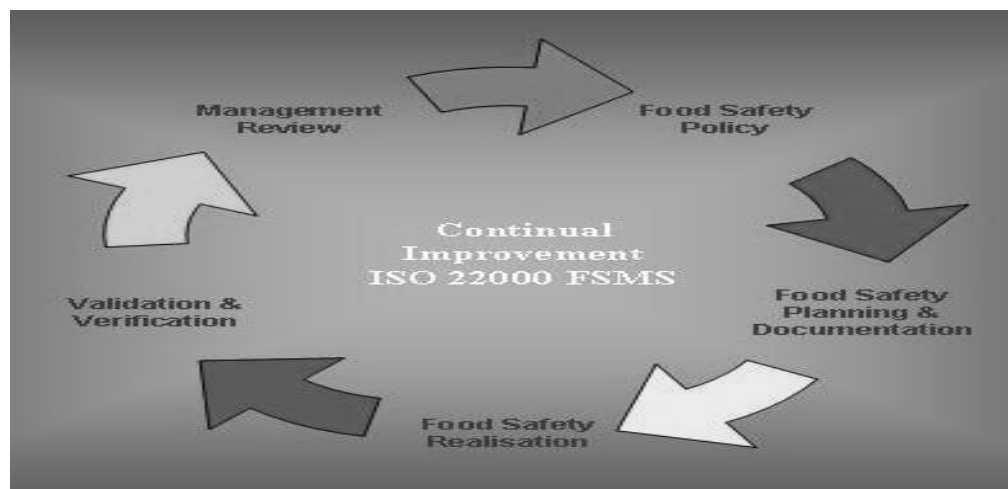 Management
Review
Food Safety
Policy
Continual
Improvement
ISO 22000 FSMS
Food Safety
Planning &
Documentation
Validation &
Verification
Food Safety
Realisation